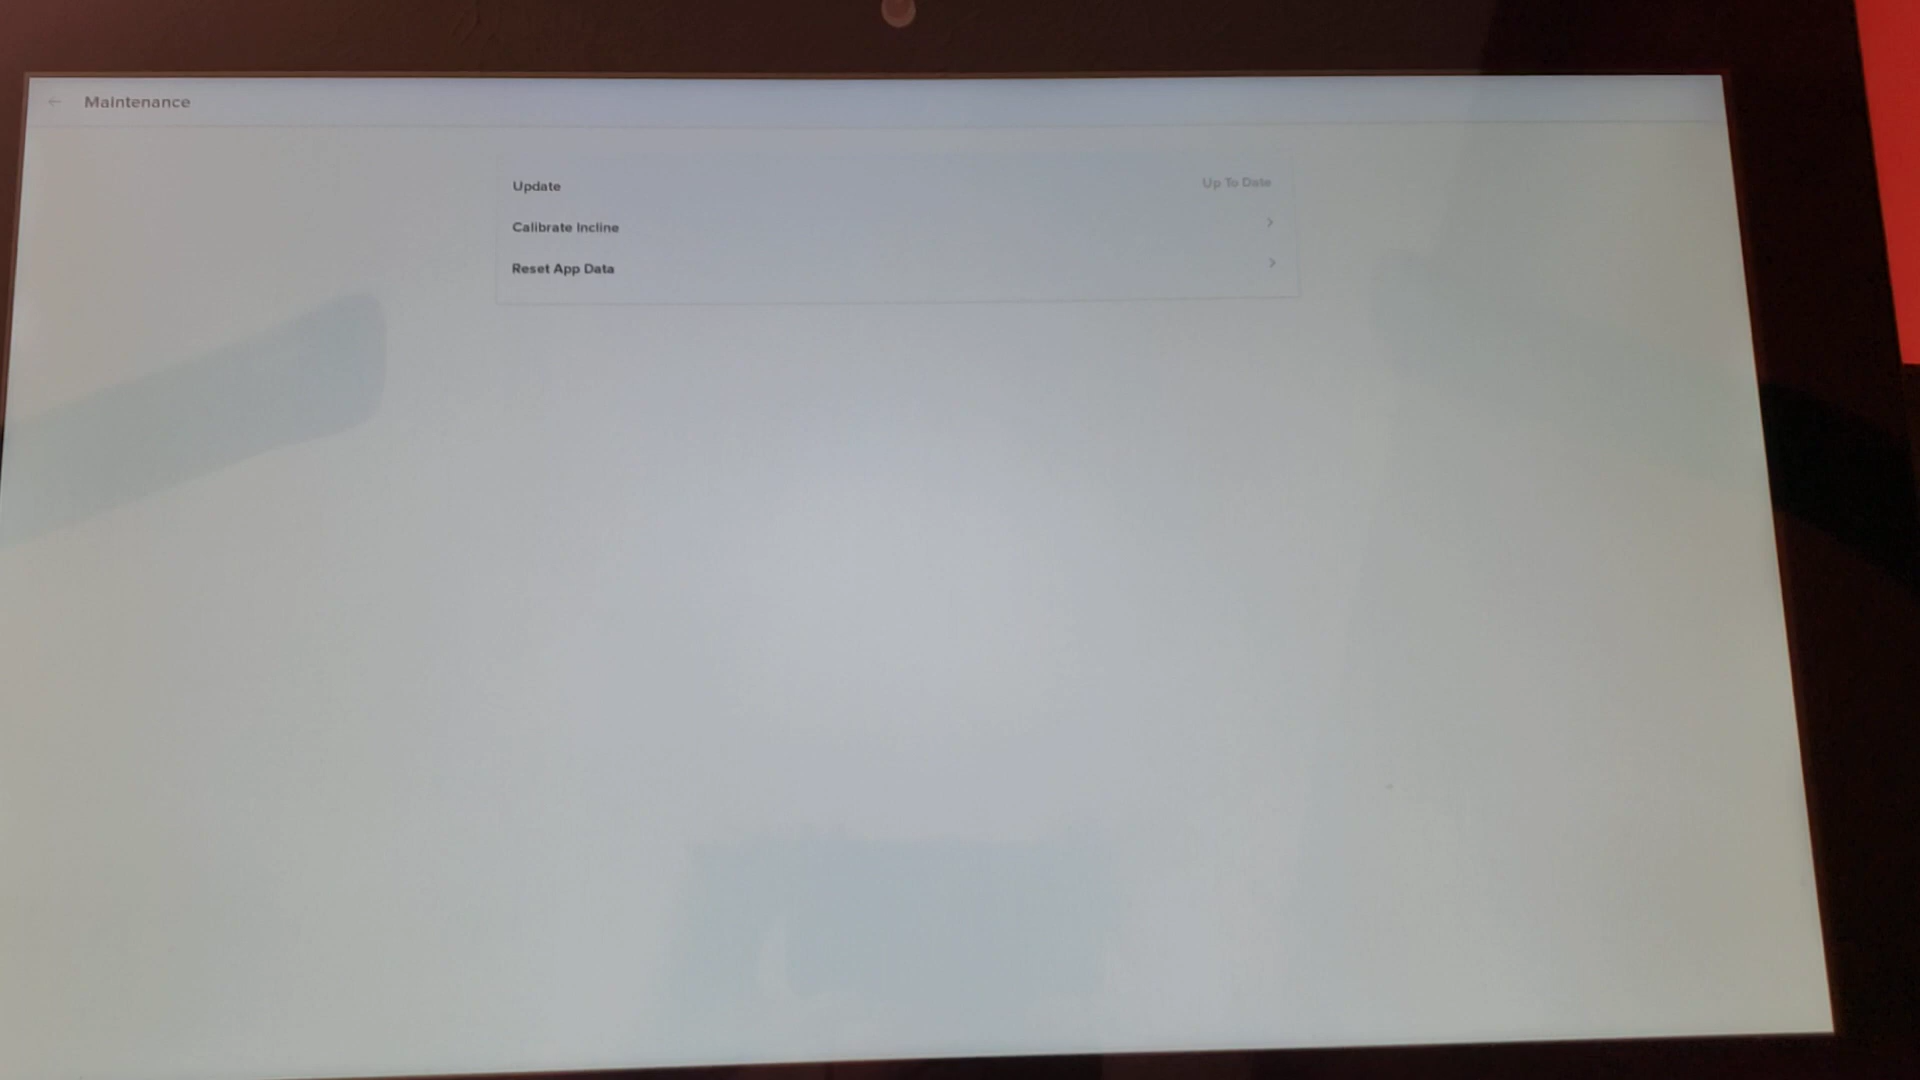 ← Maintenance
Update Up To Date
Calibrate Incline >
Reset App Data >